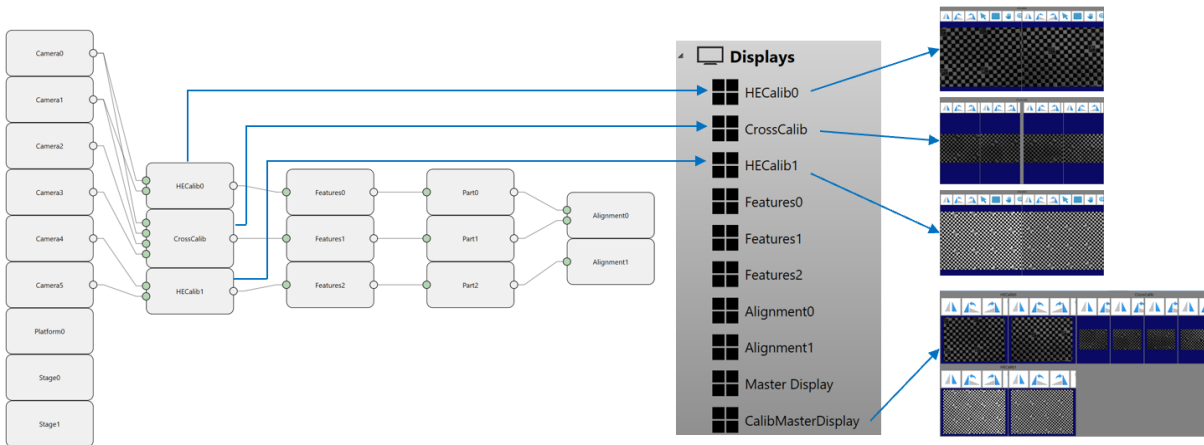 Camera0
Camera1
Camera2
Camera3
Camera4
Camera5
Platform0
Stage0
Stage1
HECalib0
CrossCalib
HECalib1
Features0
Features1
Features2
Part0
Part1
Part2
Alignment0
Alignment1
Displays
HECalib0
CrossCalib
HECalib1
Features0
Features1
Features2
Alignment0
Alignment1
Master Display
CalibMasterDisplay